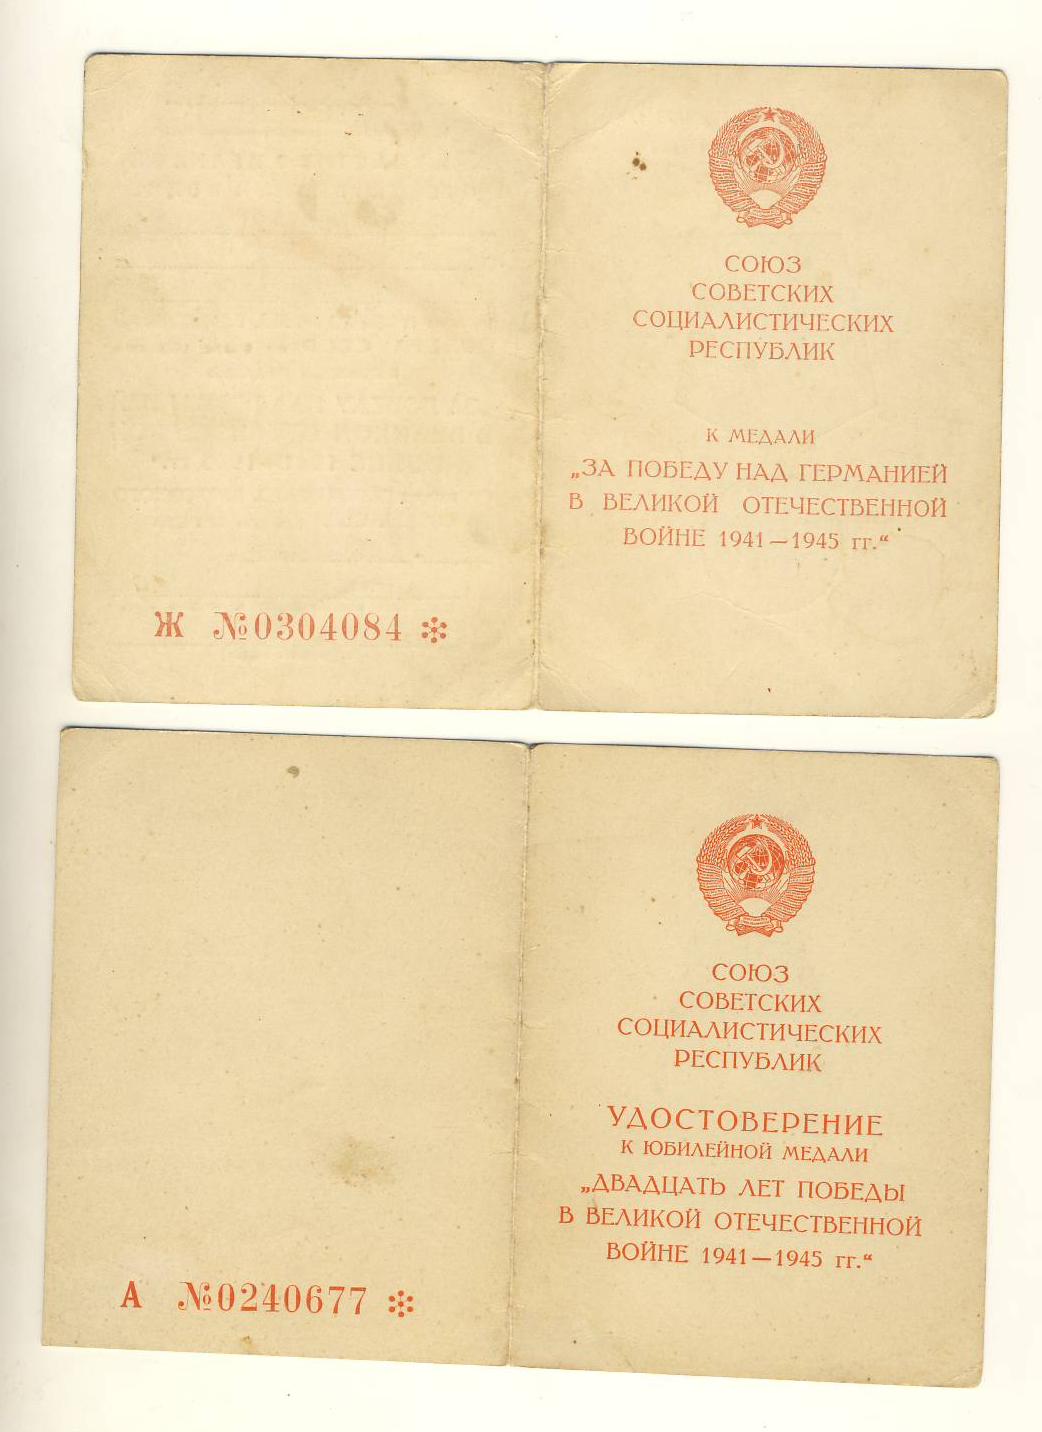 СОЮЗ
СОВЕТСКИХ
СОЦИАЛИСТИЧЕСКИХ
РЕСПУБЛИК
К МЕДАЛИ
„ЗА ПОБЕДУ НАД ГЕРМАНИЕЙ
В ВЕЛИКОЙ ОТЕЧЕСТВЕННОЙ
ВОЙНЕ 1941—1945 гг.“
Ж №0304084
СОЮЗ
СОВЕТСКИХ
СОЦИАЛИСТИЧЕСКИХ
РЕСПУБЛИК
УДОСТОВЕРЕНИЕ
К ЮБИЛЕЙНОЙ МЕДАЛИ
„ДВАДЦАТЬ ЛЕТ ПОБЕДЫ
В ВЕЛИКОЙ ОТЕЧЕСТВЕННОЙ
ВОЙНЕ 1941—1945 гг.“
А №0240677